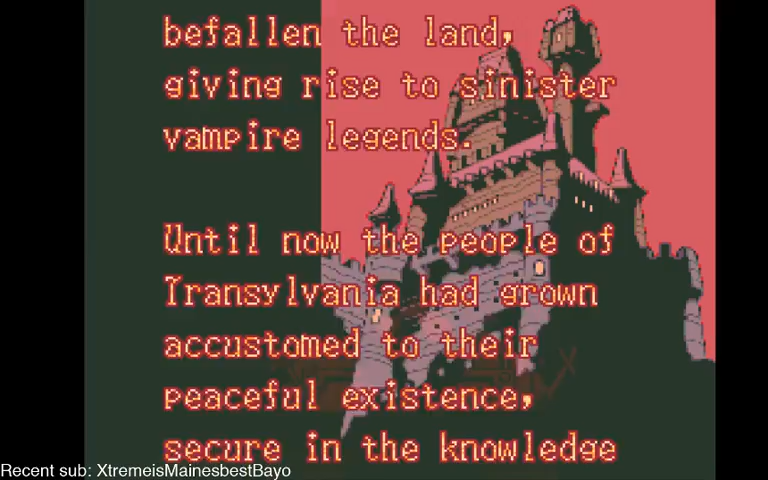 befallen the land,
giving rise to sinister
vampire legends.
Until now the people of
Transylvania had grown
accustomed to their
peaceful existence,
secure in the knowledge
Recent sub: XtremeisMainesbestBayo